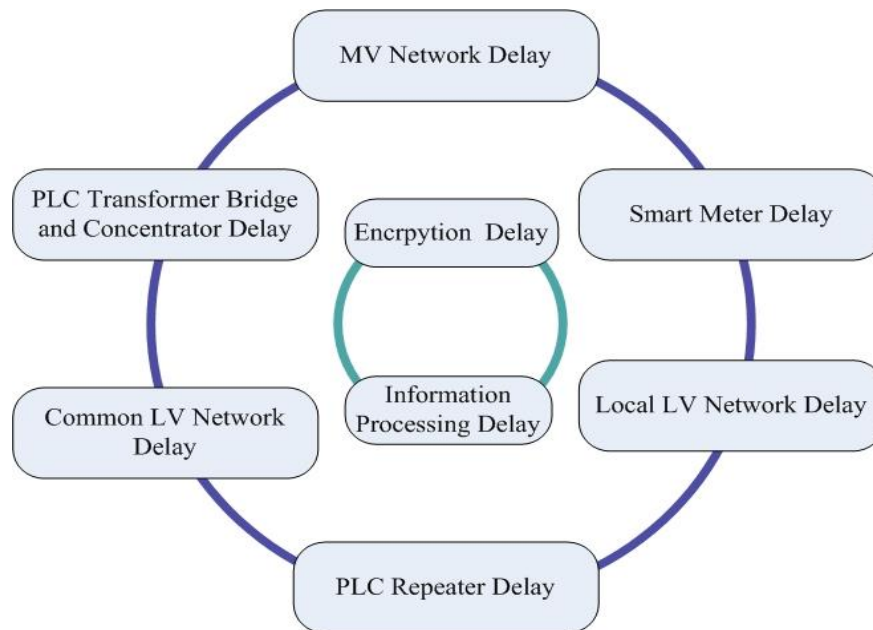 MV Network Delay
PLC Transformer Bridge
and Concentrator Delay
Smart Meter Delay
Encrpytion Delay
Information
Processing Delay
Common LV Network
Delay
Local LV Network Delay
PLC Repeater Delay